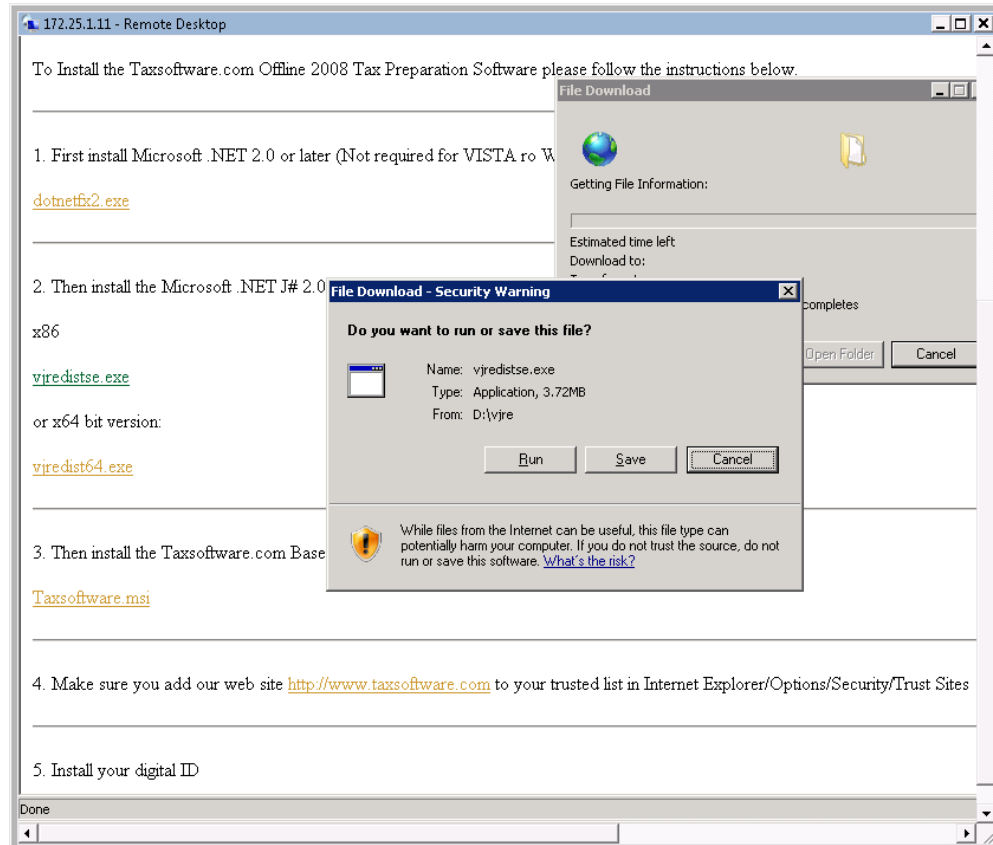 172.25.1.11 - Remote Desktop
To Install the Taxsoftware.com Offline 2008 Tax Preparation Software please follow the instructions below.
File Download
1. First install Microsoft .NET 2.0 or later (Not required for VISTA ro W
Getting File Information:
dotnetfx2.exe
Estimated time left
Download to:
2. Then install the Microsoft .NET J# 2.0
File Download - Security Warning
completes
Do you want to run or save this file?
x86
Open Folder
Cancel
Name: vjredistse.exe
vjredistse.exe
Type: Application, 3.72MB
From: D:\vjre
or x64 bit version:
Run
Save
Cancel
vjredist64.exe
While files from the Internet can be useful, this file type can
potentially harm your computer. If you do not trust the source, do not
run or save this software. What's the risk?
3. Then install the Taxsoftware.com Base
Taxsoftware.msi
4. Make sure you add our web site http://www.taxsoftware.com to your trusted list in Internet Explorer/Options/Security/Trust Sites
5. Install your digital ID
Done